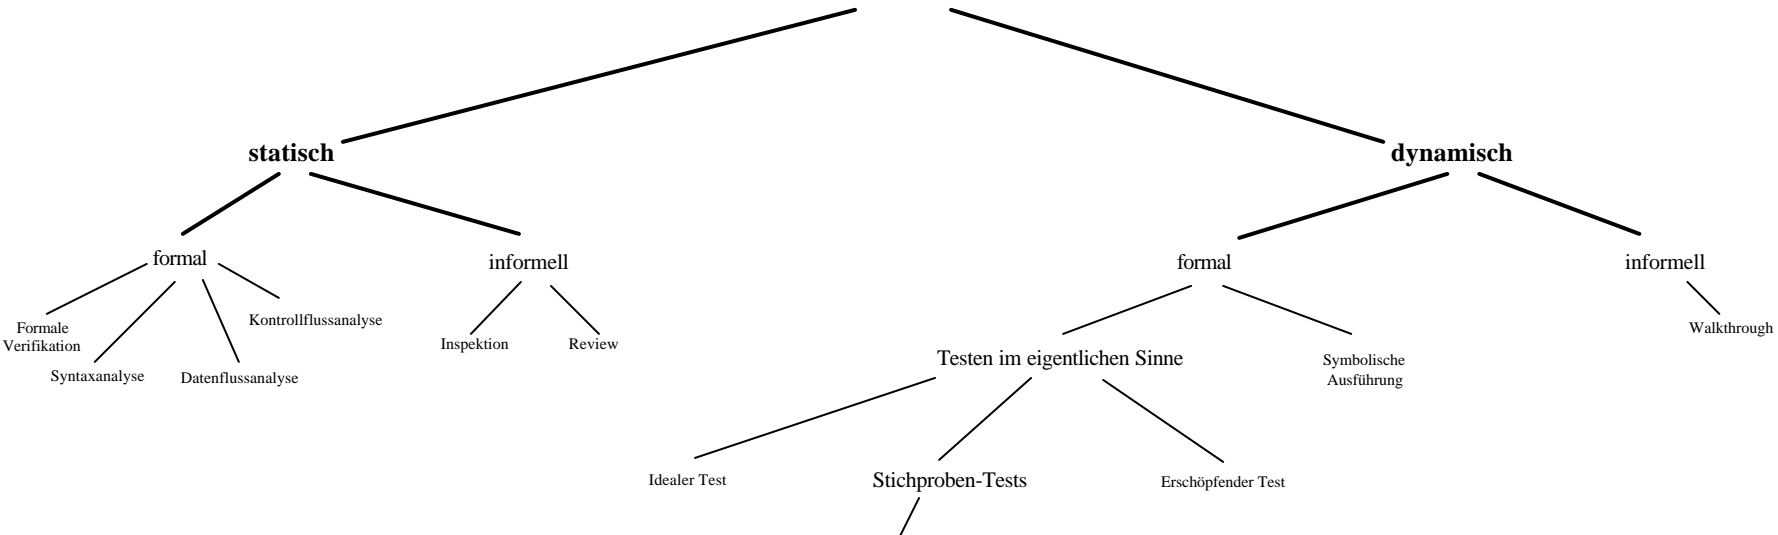 statisch
dynamisch
formal
informell
formal
informell
Formale
Verifikation
Kontrollflussanalyse
Syntaxanalyse
Datenflussanalyse
Inspektion
Review
Testen im eigentlichen Sinne
Symbolische
Ausführung
Walkthrough
Idealer Test
Stichproben-Tests
Erschöpfender Test